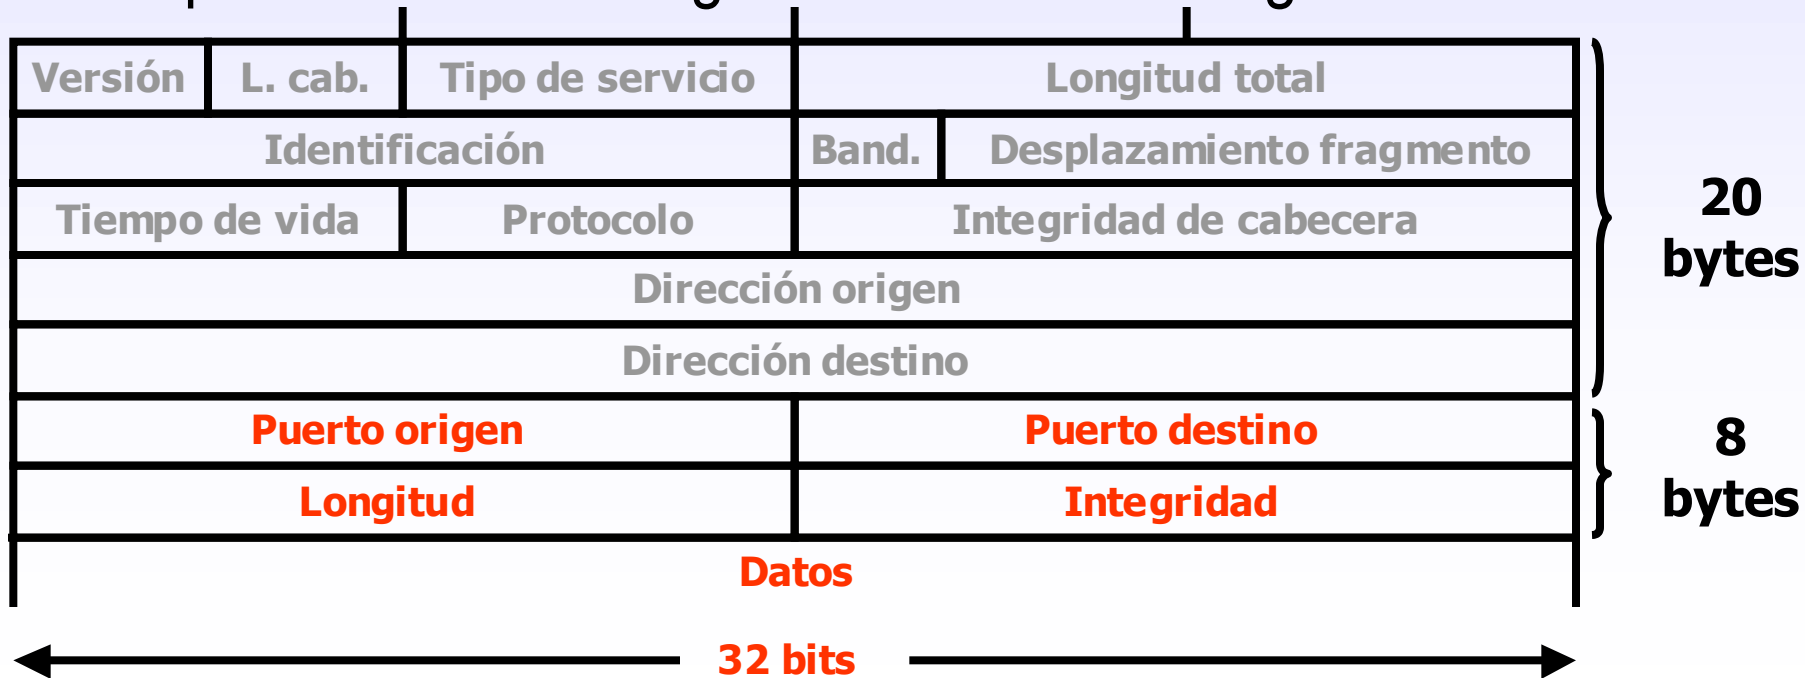 Versión L. cab. Tipo de servicio Longitud total
Identificación Band. Desplazamiento fragmento
Tiempo de vida Protocolo Integridad de cabecera
20
bytes
Dirección origen
Dirección destino
Puerto origen Puerto destino
8
bytes
Longitud Integridad
Datos
32 bits